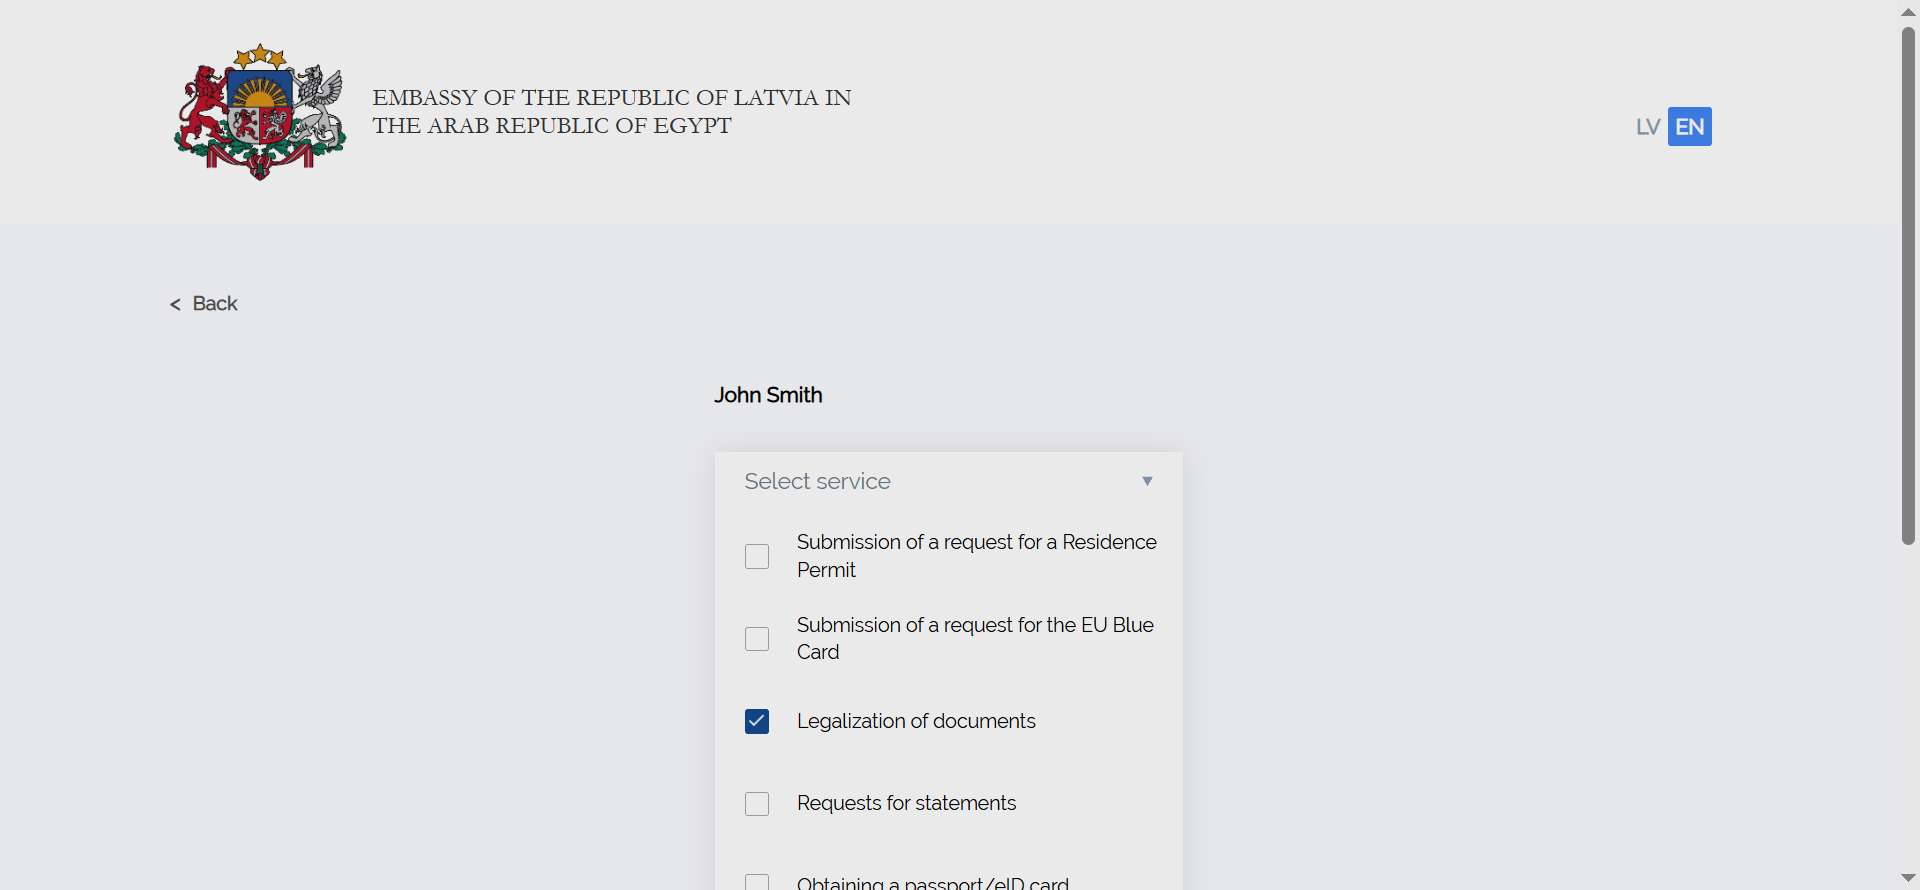 EMBASSY OF THE REPUBLIC OF LATVIA IN
THE ARAB REPUBLIC OF EGYPT
LV EN
< Back
John Smith
Select service
Submission of a request for a Residence
Permit
Submission of a request for the EU Blue
Card
Legalization of documents
Requests for statements
Obtaining a passport/eID card